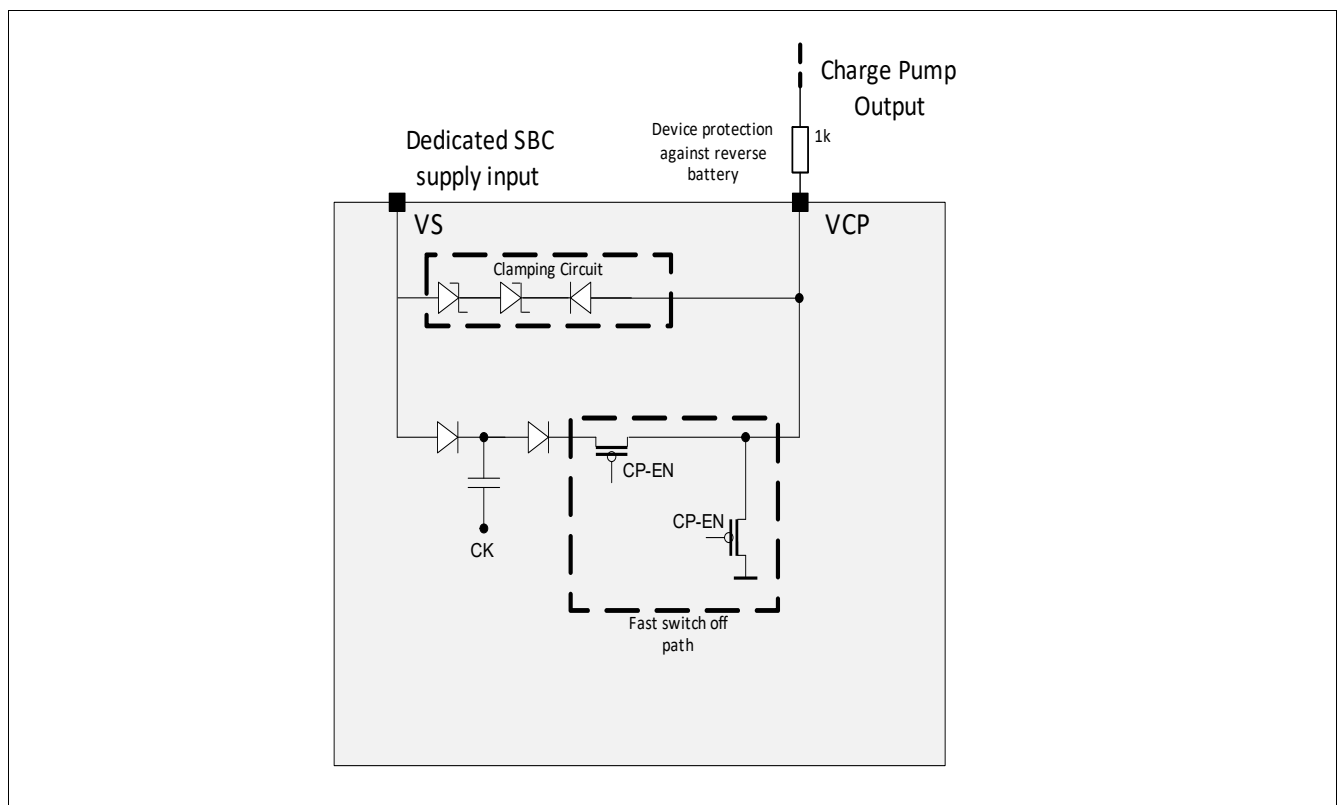 Charge Pump
Output
Device protection
against reverse
battery
1k
Dedicated SBC
supply input
VS
VCP
Clamping Circuit
CP-EN
CP-EN
CK
Fast switch off
path